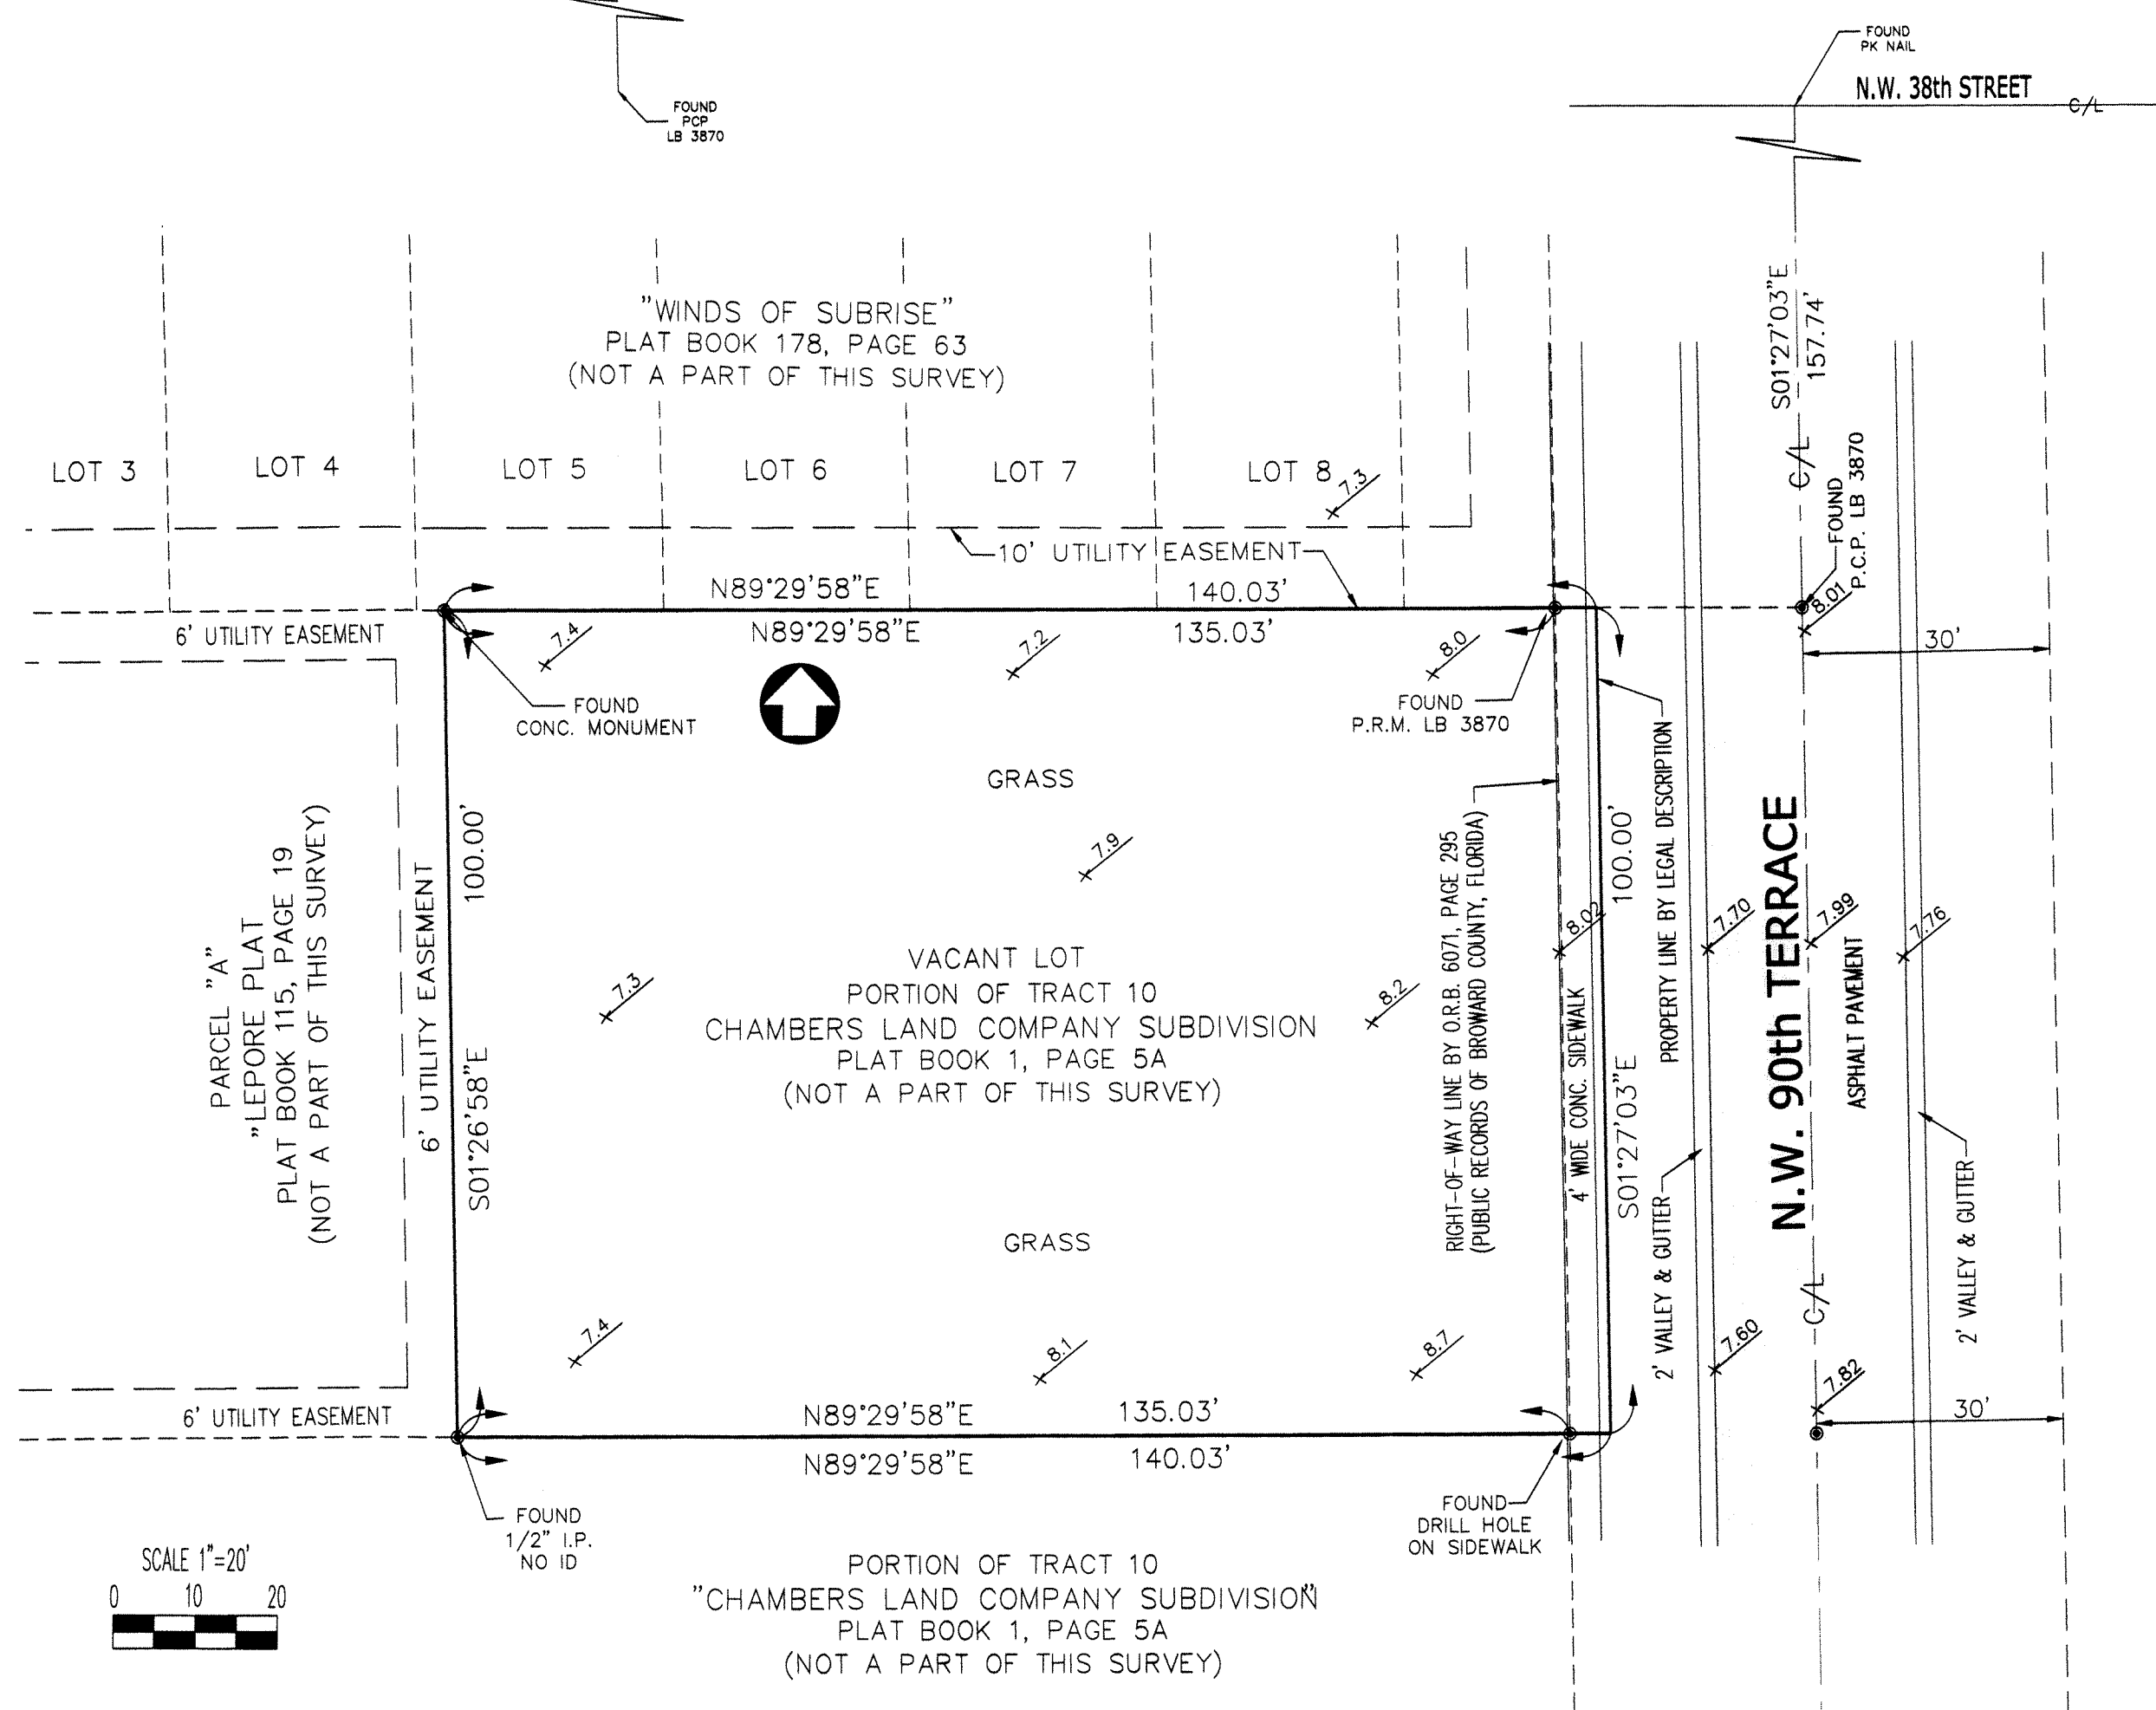 FOUND
PK NAIL
N.W. 38th STREET
C/L
FOUND
PCP
LB 3870
"WINDS OF SUBRISE"
PLAT BOOK 178, PAGE 63
(NOT A PART OF THIS SURVEY)
S01°27'03"E
157.74'
C/L
FOUND
P.C.P. LB 3870
8.01
LOT 3
LOT 4
LOT 5
LOT 6
LOT 7
LOT 8
7.3
10' UTILITY EASEMENT
N89°29'58"E
140.03'
6' UTILITY EASEMENT
N89°29'58"E
135.03'
7.4
7.2
8.0
30'
FOUND
CONC. MONUMENT
FOUND
P.R.M. LB 3870
GRASS
PARCEL "A"
"LEPORE PLAT
PLAT BOOK 115, PAGE 19
(NOT A PART OF THIS SURVEY)
6' UTILITY EASEMENT
100.00'
S01°26'58"E
7.9
7.3
8.2
VACANT LOT
PORTION OF TRACT 10
CHAMBERS LAND COMPANY SUBDIVISION
PLAT BOOK 1, PAGE 5A
(NOT A PART OF THIS SURVEY)
RIGHT-OF-WAY LINE BY O.R.B. 6071, PAGE 295
(PUBLIC RECORDS OF BROWARD COUNTY, FLORIDA)
8.02
4' WIDE CONC. SIDEWALK
100.00'
S01°27'03"E
PROPERTY LINE BY LEGAL DESCRIPTION
2' VALLEY & GUTTER
7.70
N.W. 90th TERRACE
7.99
ASPHALT PAVEMENT
7.76
2' VALLEY & GUTTER
GRASS
7.4
8.1
8.7
7.60
C/L
7.82
30'
6' UTILITY EASEMENT
N89°29'58"E
135.03'
N89°29'58"E
140.03'
FOUND
1/2" I.P.
NO ID
FOUND
DRILL HOLE
ON SIDEWALK
SCALE 1"=20'
0 10 20
PORTION OF TRACT 10
"CHAMBERS LAND COMPANY SUBDIVISION"
PLAT BOOK 1, PAGE 5A
(NOT A PART OF THIS SURVEY)